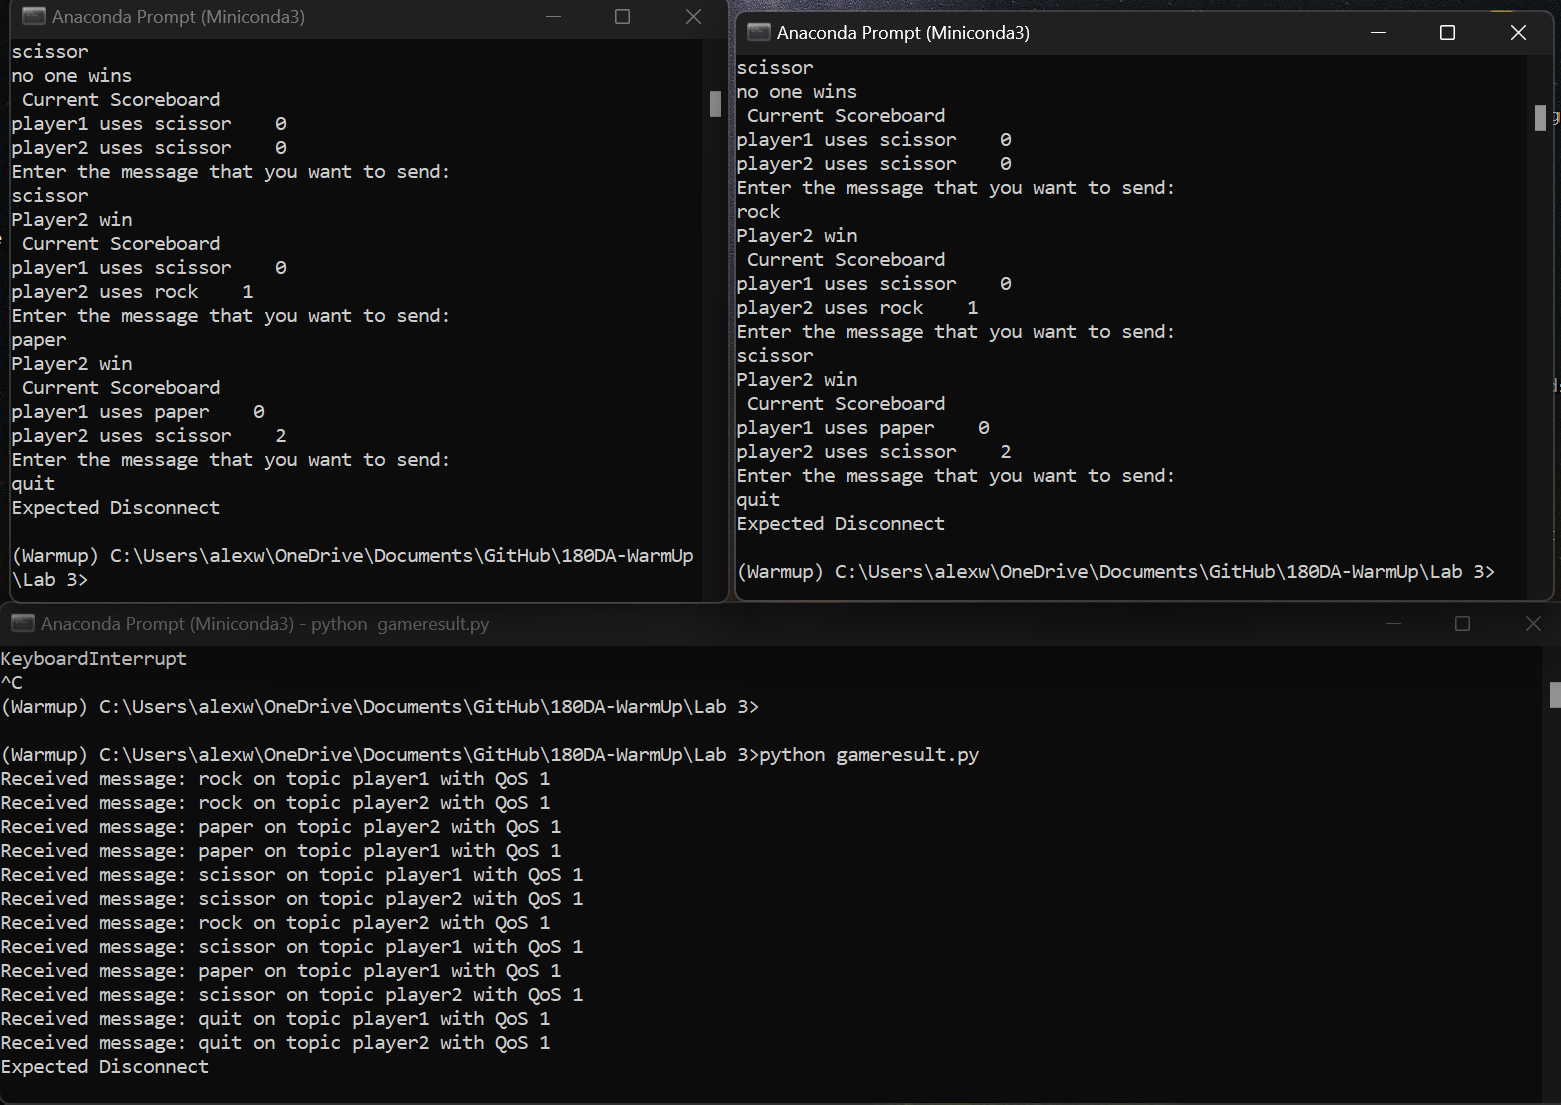 Anaconda Prompt (Miniconda3)
scissor
no one wins
 Current Scoreboard
player1 uses scissor    0
player2 uses scissor    0
Enter the message that you want to send:
scissor
Player2 win
 Current Scoreboard
player1 uses scissor    0
player2 uses rock    1
Enter the message that you want to send:
paper
Player2 win
 Current Scoreboard
player1 uses paper    0
player2 uses scissor    2
Enter the message that you want to send:
quit
Expected Disconnect
(Warmup) C:\Users\alexw\OneDrive\Documents\GitHub\180DA-WarmUp
\Lab 3>
Anaconda Prompt (Miniconda3)
scissor
no one wins
 Current Scoreboard
player1 uses scissor    0
player2 uses scissor    0
Enter the message that you want to send:
rock
Player2 win
 Current Scoreboard
player1 uses scissor    0
player2 uses rock    1
Enter the message that you want to send:
scissor
Player2 win
 Current Scoreboard
player1 uses paper    0
player2 uses scissor    2
Enter the message that you want to send:
quit
Expected Disconnect
(Warmup) C:\Users\alexw\OneDrive\Documents\GitHub\180DA-WarmUp\Lab 3>
Anaconda Prompt (Miniconda3) - python  gameresult.py
KeyboardInterrupt
^C
(Warmup) C:\Users\alexw\OneDrive\Documents\GitHub\180DA-WarmUp\Lab 3>
(Warmup) C:\Users\alexw\OneDrive\Documents\GitHub\180DA-WarmUp\Lab 3>python gameresult.py
Received message: rock on topic player1 with QoS 1
Received message: rock on topic player2 with QoS 1
Received message: paper on topic player2 with QoS 1
Received message: paper on topic player1 with QoS 1
Received message: scissor on topic player1 with QoS 1
Received message: scissor on topic player2 with QoS 1
Received message: rock on topic player2 with QoS 1
Received message: scissor on topic player1 with QoS 1
Received message: paper on topic player1 with QoS 1
Received message: scissor on topic player2 with QoS 1
Received message: quit on topic player1 with QoS 1
Received message: quit on topic player2 with QoS 1
Expected Disconnect